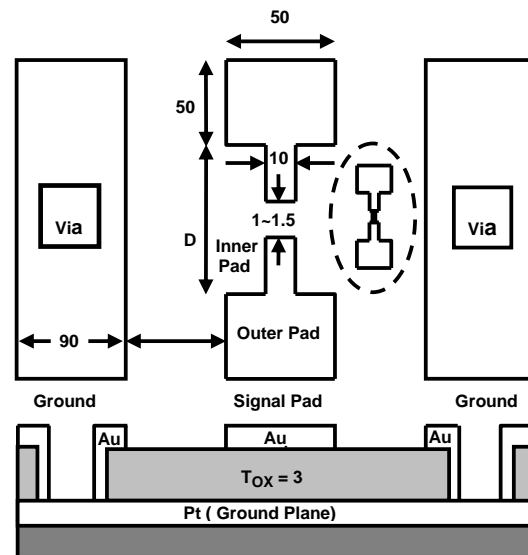 50
50
10
Via
1~1.5
Via
D
Inner
Pad
90
Outer Pad
Ground
Signal Pad
Ground
Au
Au
Au
TOX = 3
Pt ( Ground Plane)